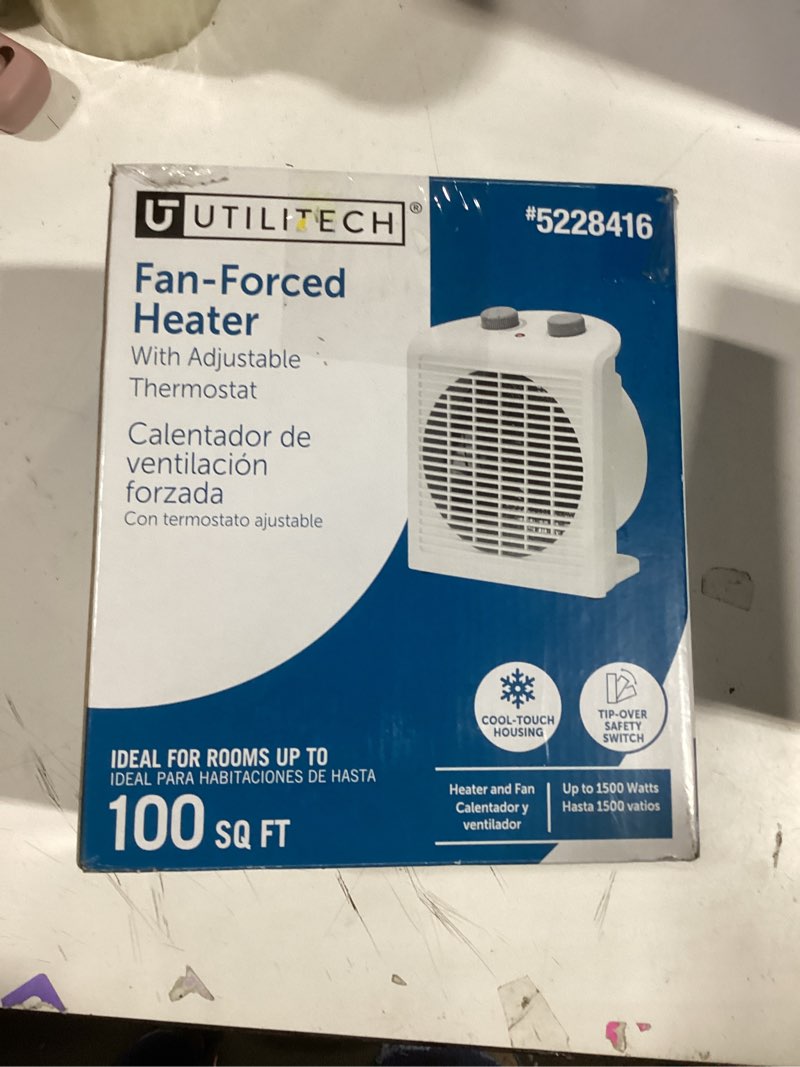 UTILITECH®
#5228416
Fan-Forced
Heater
With Adjustable
Thermostat
Calentador de
ventilación
forzada
Con termostato ajustable
COOL-TOUCH
HOUSING
TIP-OVER
SAFETY
SWITCH
IDEAL FOR ROOMS UP TO
IDEAL PARA HABITACIONES DE HASTA
100 SQ FT
Heater and Fan
Calentador y
ventilador
Up to 1500 Watts
Hasta 1500 vatios